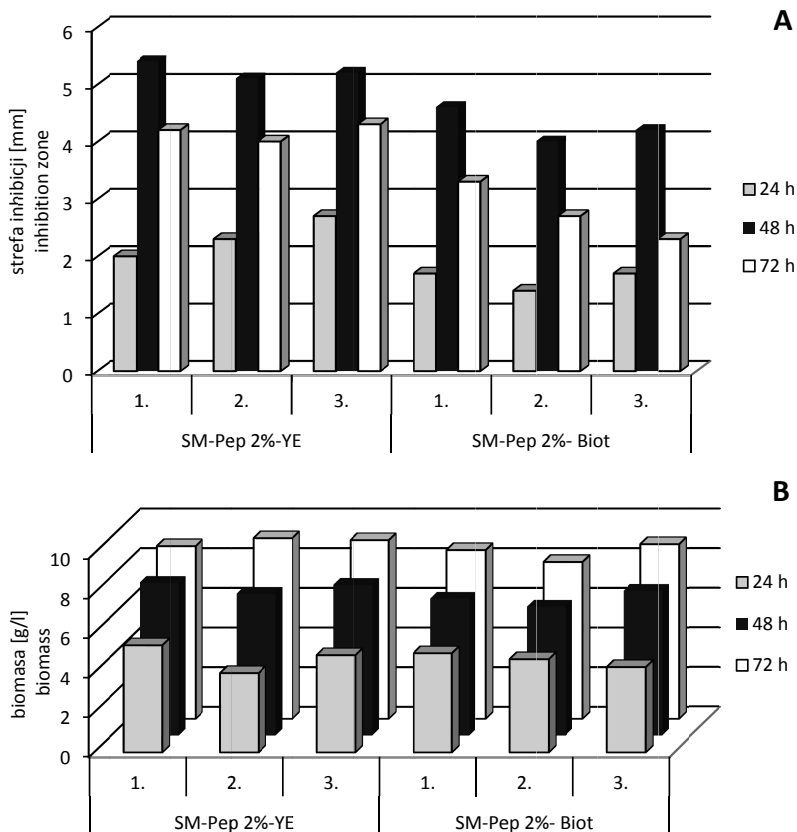 A
6
5
4
3
2
1
0
strefa inhibicji [mm]
inhibition zone
24 h
48 h
72 h
1. 2. 3. 1. 2. 3.
SM-Pep 2%-YE SM-Pep 2%- Biot
B
10
8
6
4
2
0
biomasa [g/l]
biomass
24 h
48 h
72 h
1. 2. 3. 1. 2. 3.
SM-Pep 2%-YE SM-Pep 2%- Biot